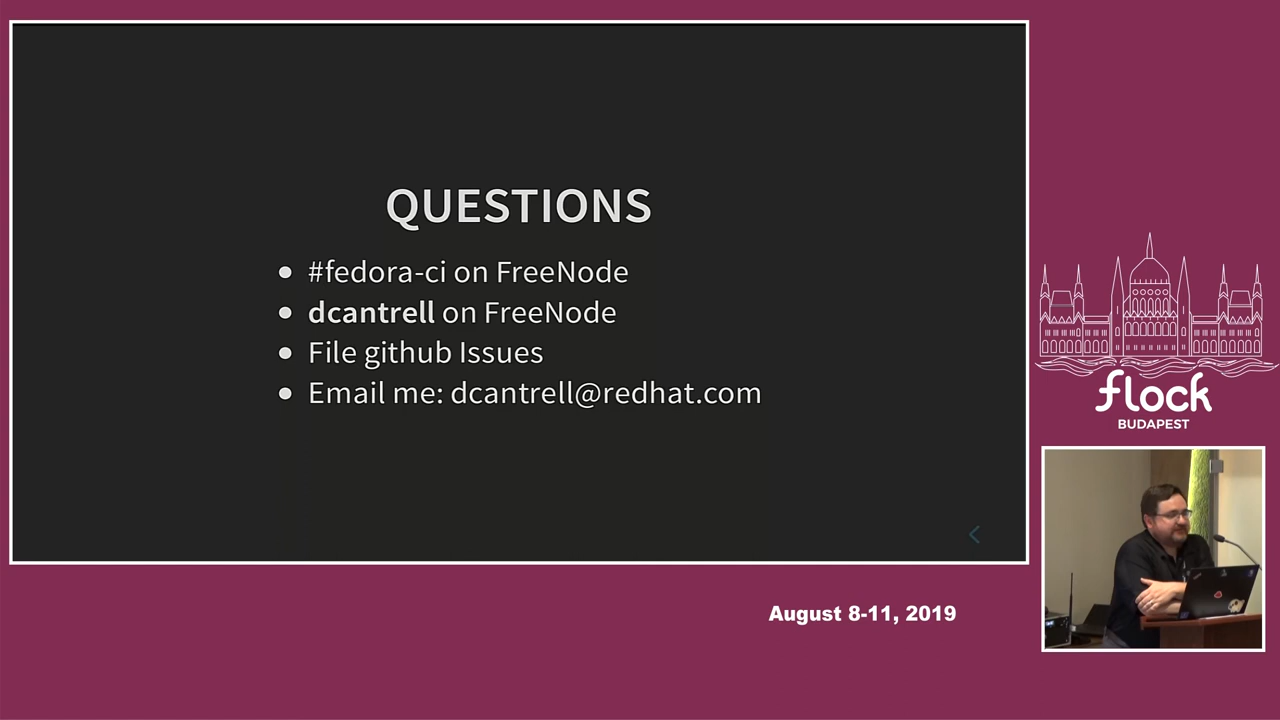 QUESTIONS
#fedora-ci on FreeNode
dcantrell on FreeNode
File github Issues
Email me: dcantrell@redhat.com
flock
BUDAPEST
August 8-11, 2019